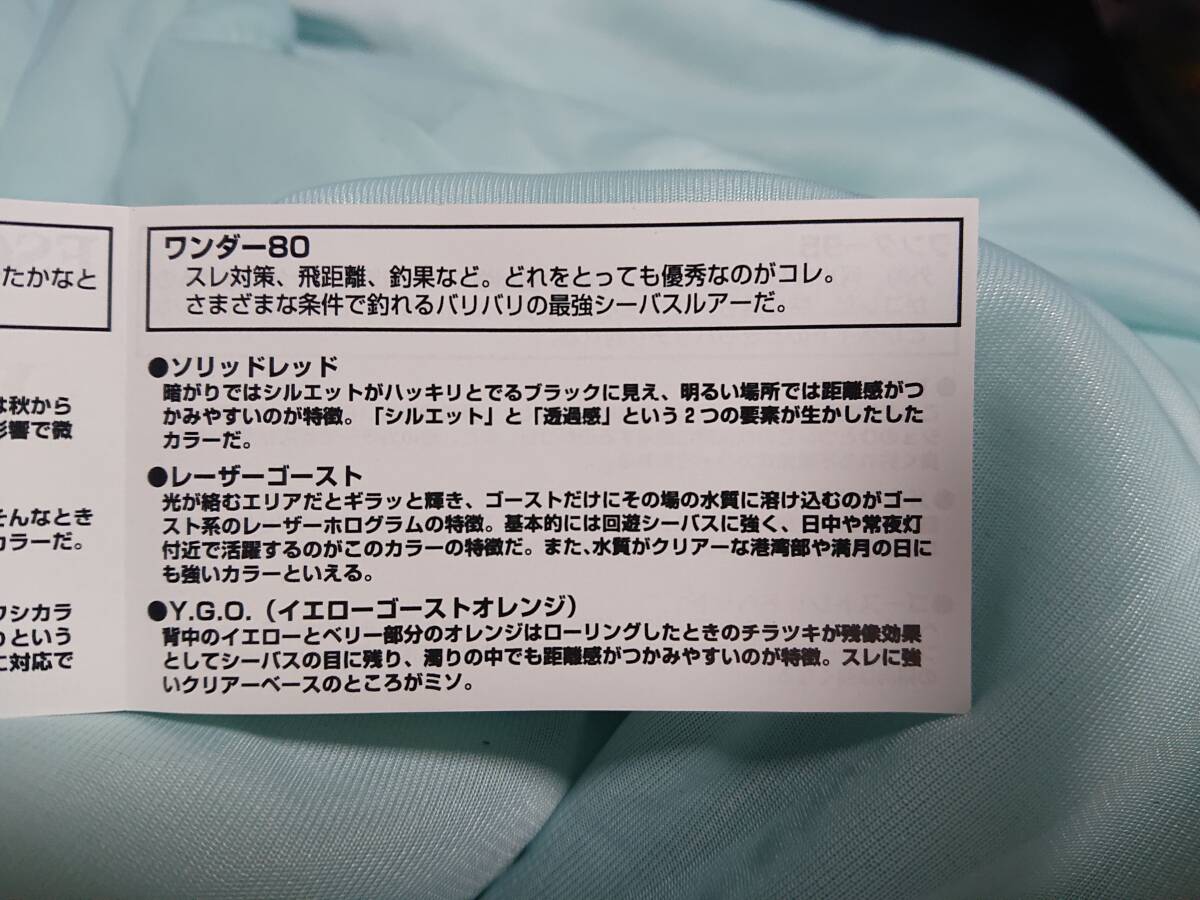 たかなと
は秋から
影響で微
そんなとき
カラーだ。
ワシカラ
りという
に対応で
ワンダー80
スレ対策、飛距離、釣果など。どれをとっても優秀なのがコレ。
さまざまな条件で釣れるバリバリの最強シーバスルアーだ。
●ソリッドレッド
暗がりではシルエットがハッキリとでるブラックに見え、明るい場所では距離感がつ
かみやすいのが特徴。「シルエット」と「透過感」という2つの要素が生かしたした
カラーだ。
●レーザーゴースト
光が絡むエリアだとギラッと輝き、ゴーストだけにその場の水質に溶け込むのがゴー
スト系のレーザーホログラムの特徴。基本的には回遊シーバスに強く、日中や常夜灯
付近で活躍するのがこのカラーの特徴だ。また、水質がクリアーな港湾部や満月の日に
も強いカラーといえる。
●Y.G.O.（イエローゴーストオレンジ）
背中のイエローとベリー部分のオレンジはローリングしたときのチラツキが残像効果
としてシーバスの目に残り、濁りの中でも距離感がつかみやすいのが特徴。スレに強
いクリアーベースのところがミソ。